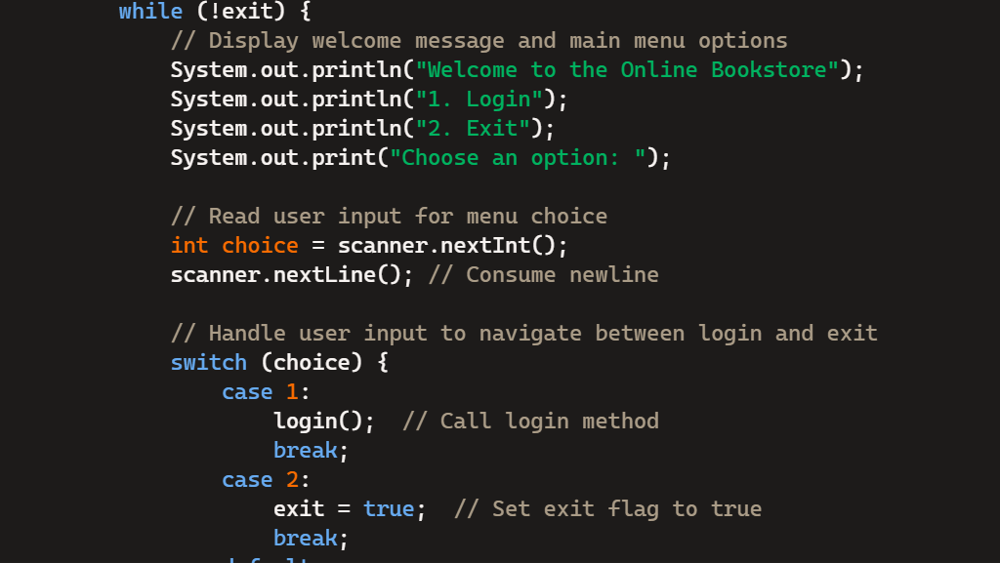 while (!exit) {
// Display welcome message and main menu options
System.out.println("Welcome to the Online Bookstore");
System.out.println("1. Login");
System.out.println("2. Exit");
System.out.print("Choose an option: ");
// Read user input for menu choice
int choice = scanner.nextInt();
scanner.nextLine(); // Consume newline
// Handle user input to navigate between login and exit
switch (choice) {
case 1:
login();  // Call login method
break;
case 2:
exit = true;  // Set exit flag to true
break;